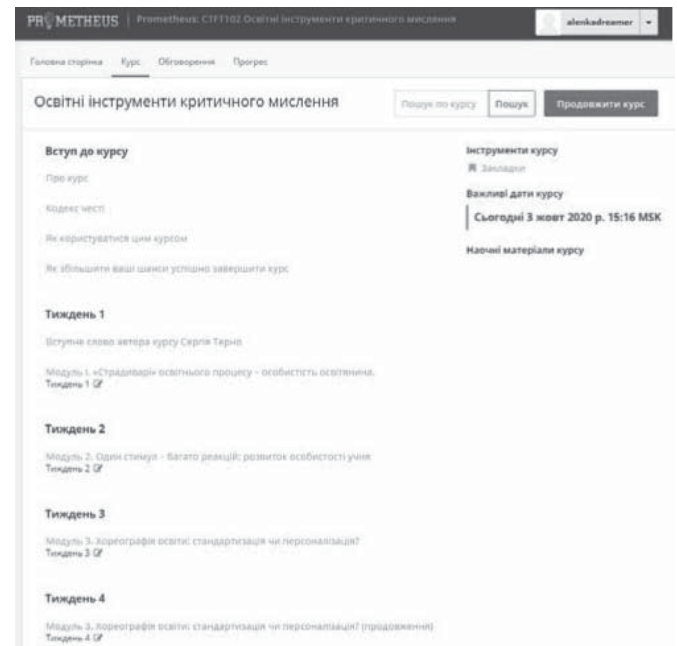 PROMETHEUS | Prometheus: CTFT102 Освітні інструменти критичного мислення
alenkadreamer
Головна сторінка Курс Обговорення Прогрес
Освітні інструменти критичного мислення
Пошук по курсу Пошук Продовжити курс
Вступ до курсу
Про курс
Кодекс честі
Як користуватися цим курсом
Як збільшити ваші шанси успішно завершити курс
Інструменти курсу
Закладки
Важливі дати курсу
Сьогодні 3 жовт 2020 р. 15:16 MSK
Наочні матеріали курсу
Тиждень 1
Вступне слово автора курсу Сергія Терно
Модуль I. «Страдиварі» освітнього процесу – особистість освітянина.
Тиждень 1
Тиждень 2
Модуль 2. Один стимул – багато реакцій: розвиток особистості учня
Тиждень 2
Тиждень 3
Модуль 3. Хореографія освіти: стандартизація чи персоналізація?
Тиждень 3
Тиждень 4
Модуль 3. Хореографія освіти: стандартизація чи персоналізація? (продовження)
Тиждень 4